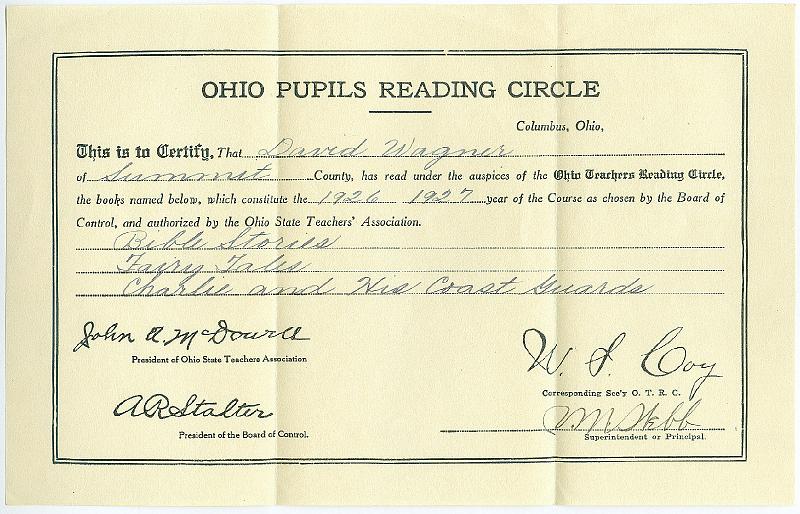 OHIO PUPILS READING CIRCLE
Columbus, Ohio,
This is to Certify, That David Wagner
of Summit County, has read under the auspices of the Ohio Teachers Reading Circle,
the books named below, which constitute the 1926 1927 year of the Course as chosen by the Board of
Control, and authorized by the Ohio State Teachers' Association.
Bible Stories
Fairy Tales
Charlie and His Coast Guards
John A. McDowell
President of Ohio State Teachers Association
W. S. Coy
Corresponding Sec'y O. T. R. C.
A R Stalter
President of the Board of Control.
Superintendent or Principal.